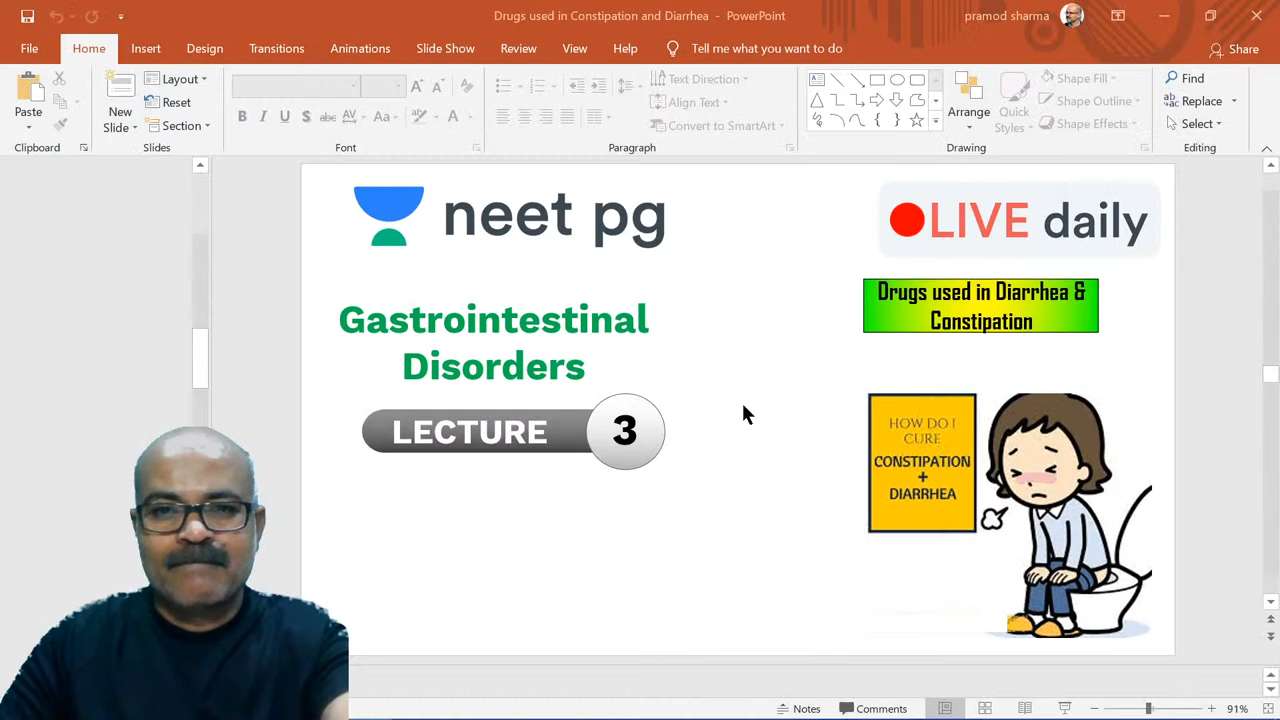 Drugs used in Constipation and Diarrhea - PowerPoint
pramod sharma
File Home Insert Design Transitions Animations Slide Show Review View Help Tell me what you want to do
Share
Paste
Clipboard
New
Slide
Layout
Reset
Section
Slides
B I U S abc AV Aa A
Font
Text Direction
Align Text
Convert to SmartArt
Paragraph
Arrange
Quick
Styles
Shape Fill
Shape Outline
Shape Effects
Drawing
Find
Replace
Select
Editing
neet pg
LIVE daily
Gastrointestinal
Disorders
LECTURE 3
Drugs used in Diarrhea &
Constipation
HOW DO I
CURE
CONSTIPATION
+
DIARRHEA
Notes Comments 91%